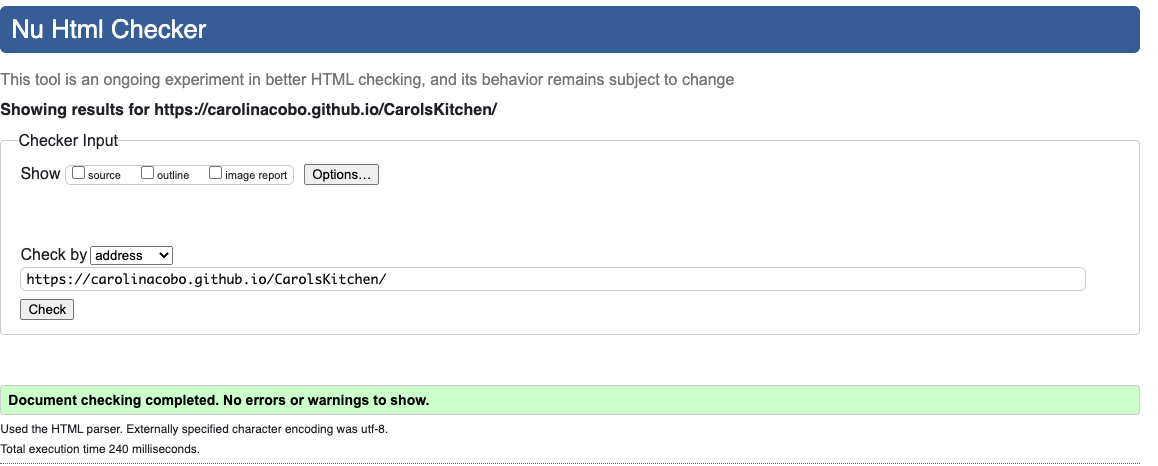 Nu Html Checker
This tool is an ongoing experiment in better HTML checking, and its behavior remains subject to change
Showing results for https://carolinacobo.github.io/CarolsKitchen/
Checker Input
Show source outline image report Options...
Check by address
https://carolinacobo.github.io/CarolsKitchen/
Check
Document checking completed. No errors or warnings to show.
Used the HTML parser. Externally specified character encoding was utf-8.
Total execution time 240 milliseconds.